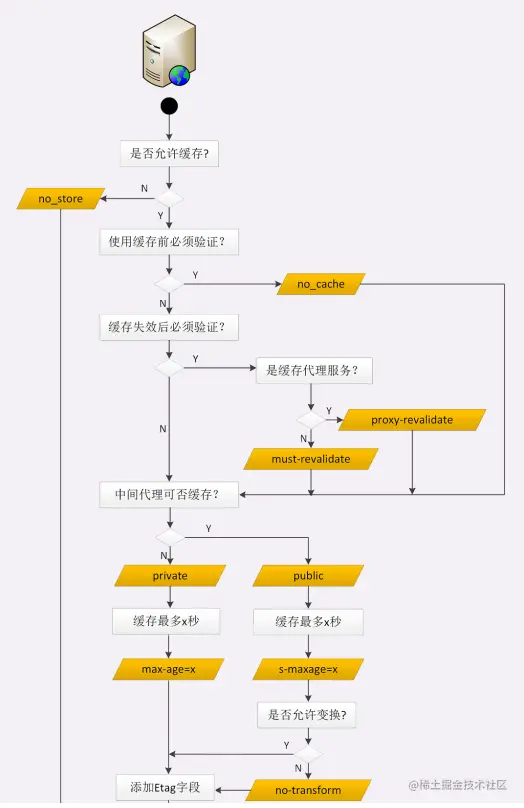 是否允许缓存?
N
no_store
Y
使用缓存前必须验证?
Y
no_cache
N
缓存失效后必须验证?
Y
是缓存代理服务?
Y
proxy-revalidate
N
N
must-revalidate
中间代理可否缓存?
Y
N
private
public
缓存最多x秒
缓存最多x秒
max-age=x
s-maxage=x
是否允许变换?
Y
N
添加Etag字段
no-transform
@稀土掘金技术社区